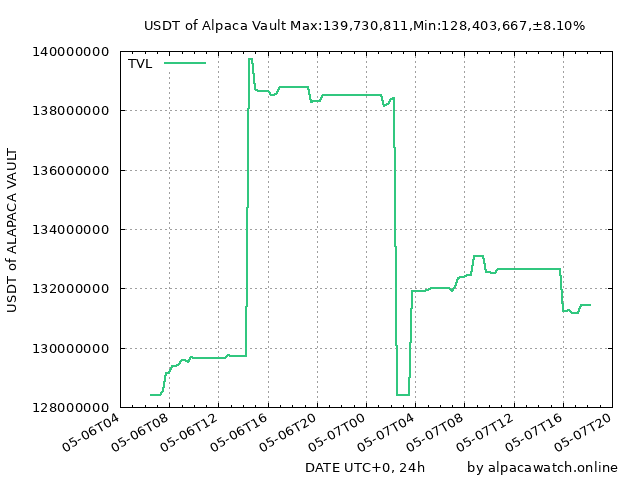 USDT of Alpaca Vault Max:139,730,811,Min:128,403,667,±8.10%
TVL
USDT of ALAPACA VAULT
140000000
138000000
136000000
134000000
132000000
130000000
128000000
05-06T04
05-06T08
05-06T12
05-06T16
05-06T20
05-07T00
05-07T04
05-07T08
05-07T12
05-07T16
05-07T20
DATE UTC+0, 24h
by alpacawatch.online